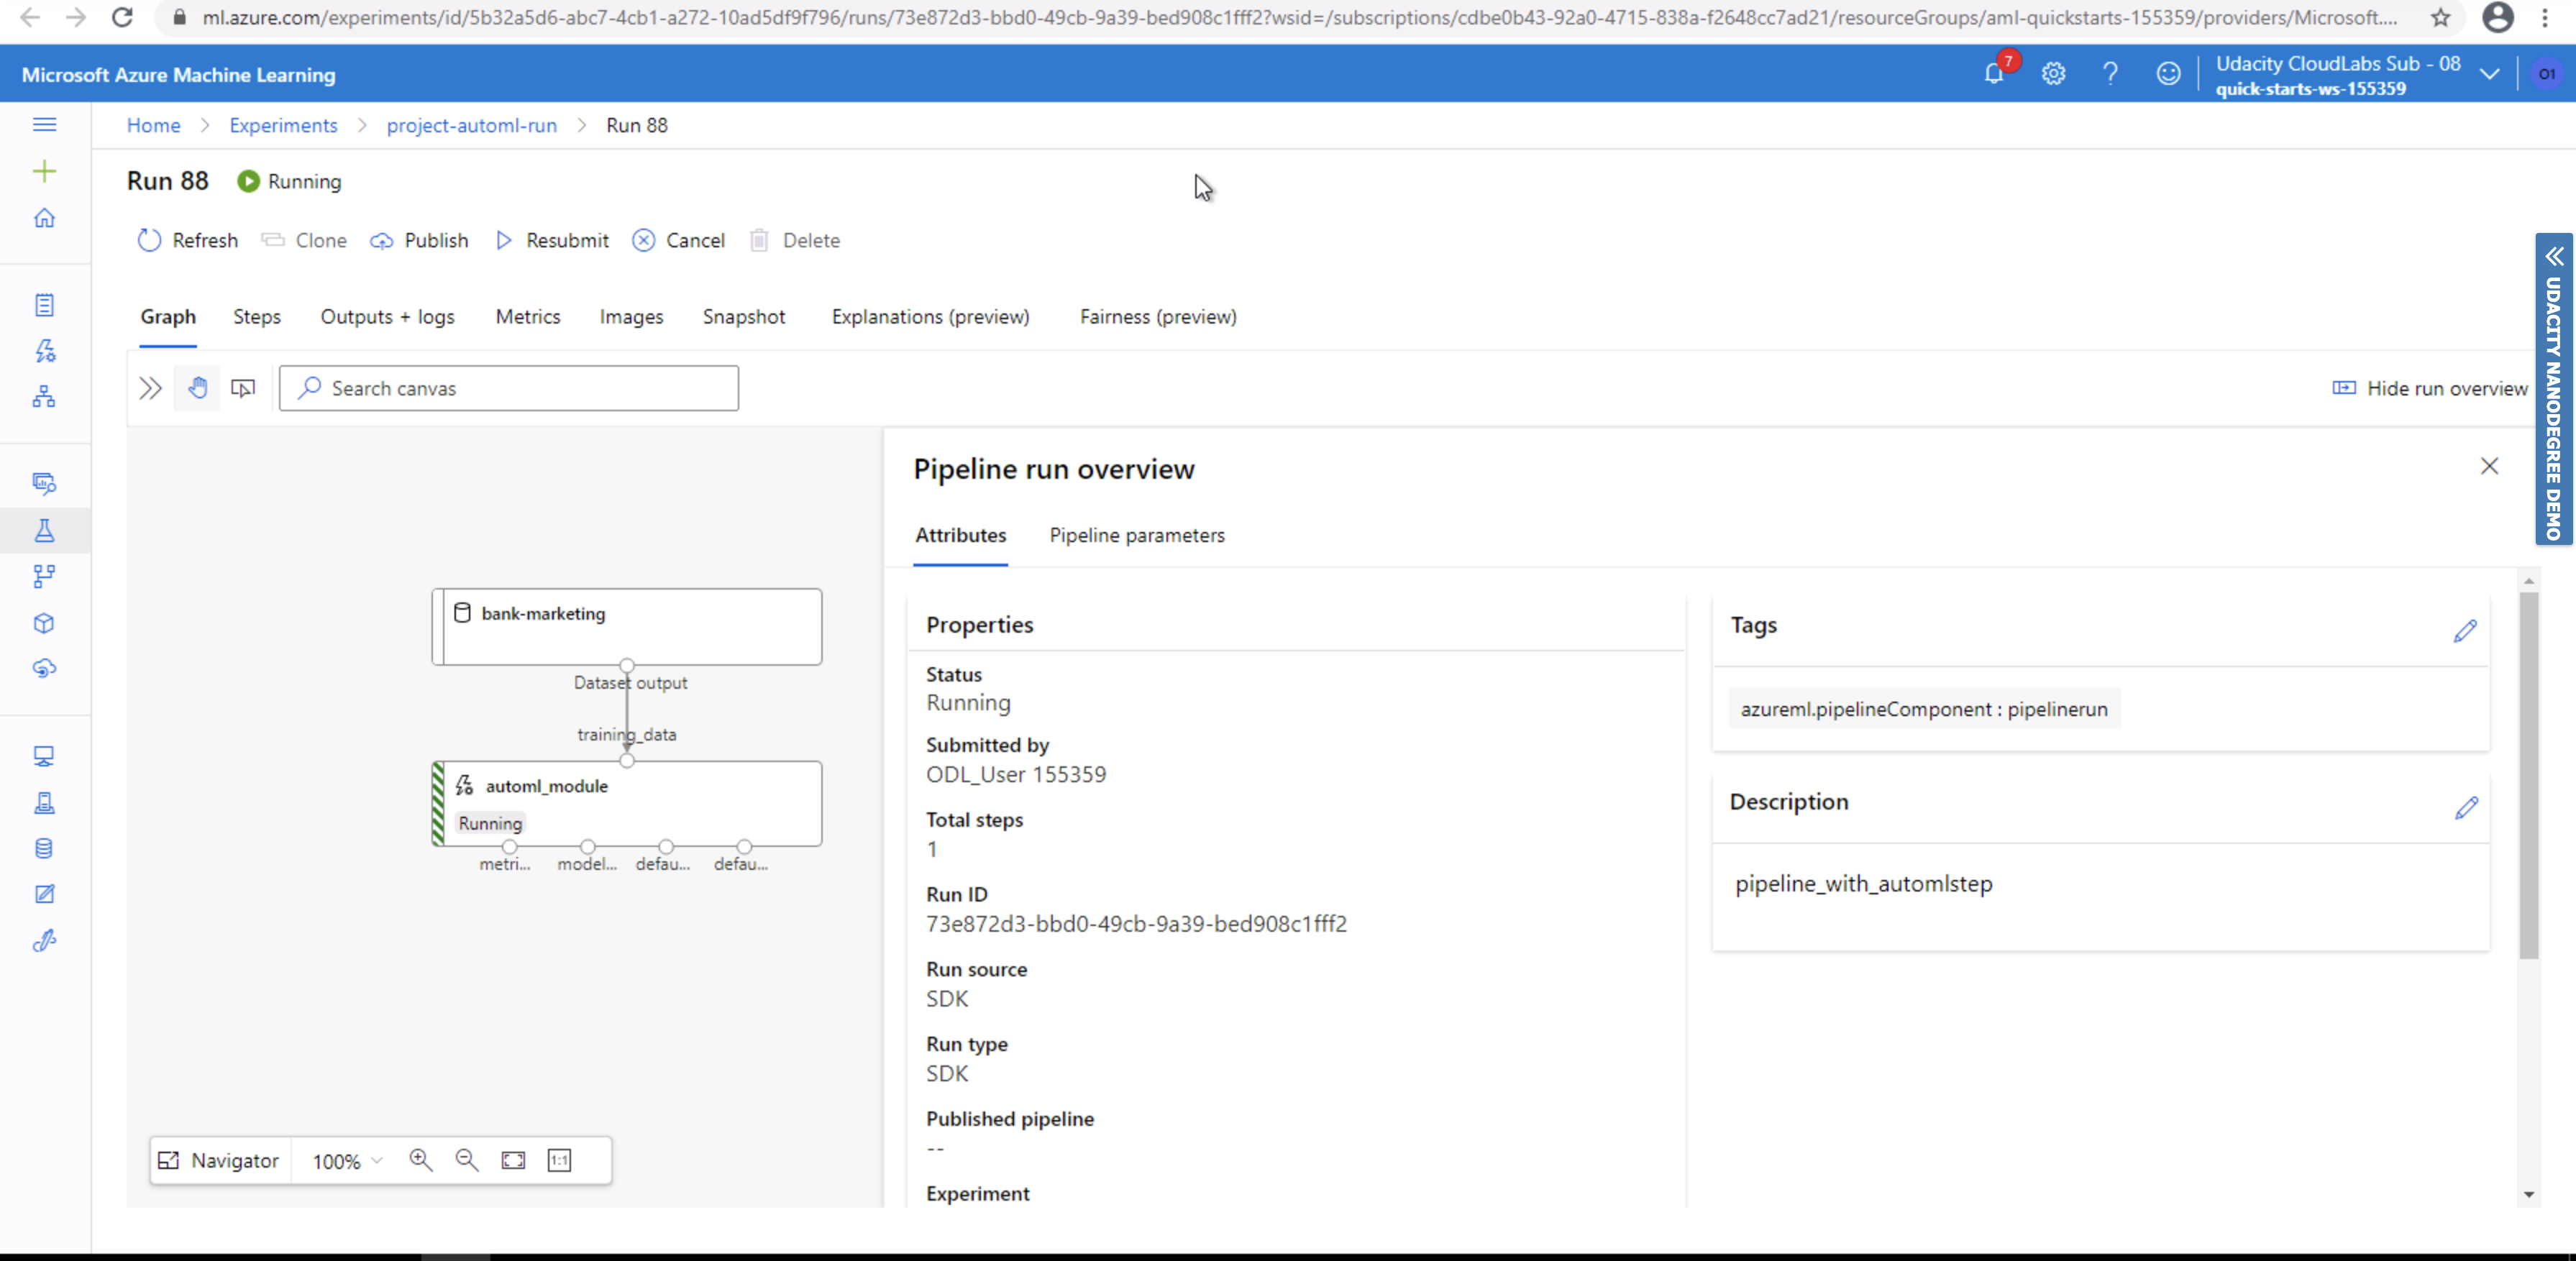 ml.azure.com/experiments/id/5b32a5d6-abc7-4cb1-a272-10ad5df9f796/runs/73e872d3-bbd0-49cb-9a39-bed908c1fff2?wsid=/subscriptions/cdbe0b43-92a0-4715-838a-f2648cc7ad21/resourceGroups/aml-quickstarts-155359/providers/Microsoft....
Microsoft Azure Machine Learning
7
Udacity CloudLabs Sub - 08
quick-starts-ws-155359
O1
Home > Experiments > project-automl-run > Run 88
Run 88 Running
Refresh Clone Publish Resubmit Cancel Delete
Graph Steps Outputs + logs Metrics Images Snapshot Explanations (preview) Fairness (preview)
Search canvas
Hide run overview
UDACITY NANODEGREE DEMO
bank-marketing
Dataset output
training_data
automl_module
Running
metri... model... defau... defau...
Navigator 100% 1:1
Pipeline run overview
Attributes Pipeline parameters
Properties
Status
Running
Submitted by
ODL_User 155359
Total steps
1
Run ID
73e872d3-bbd0-49cb-9a39-bed908c1fff2
Run source
SDK
Run type
SDK
Published pipeline
--
Experiment
Tags
azureml.pipelineComponent : pipelinerun
Description
pipeline_with_automlstep